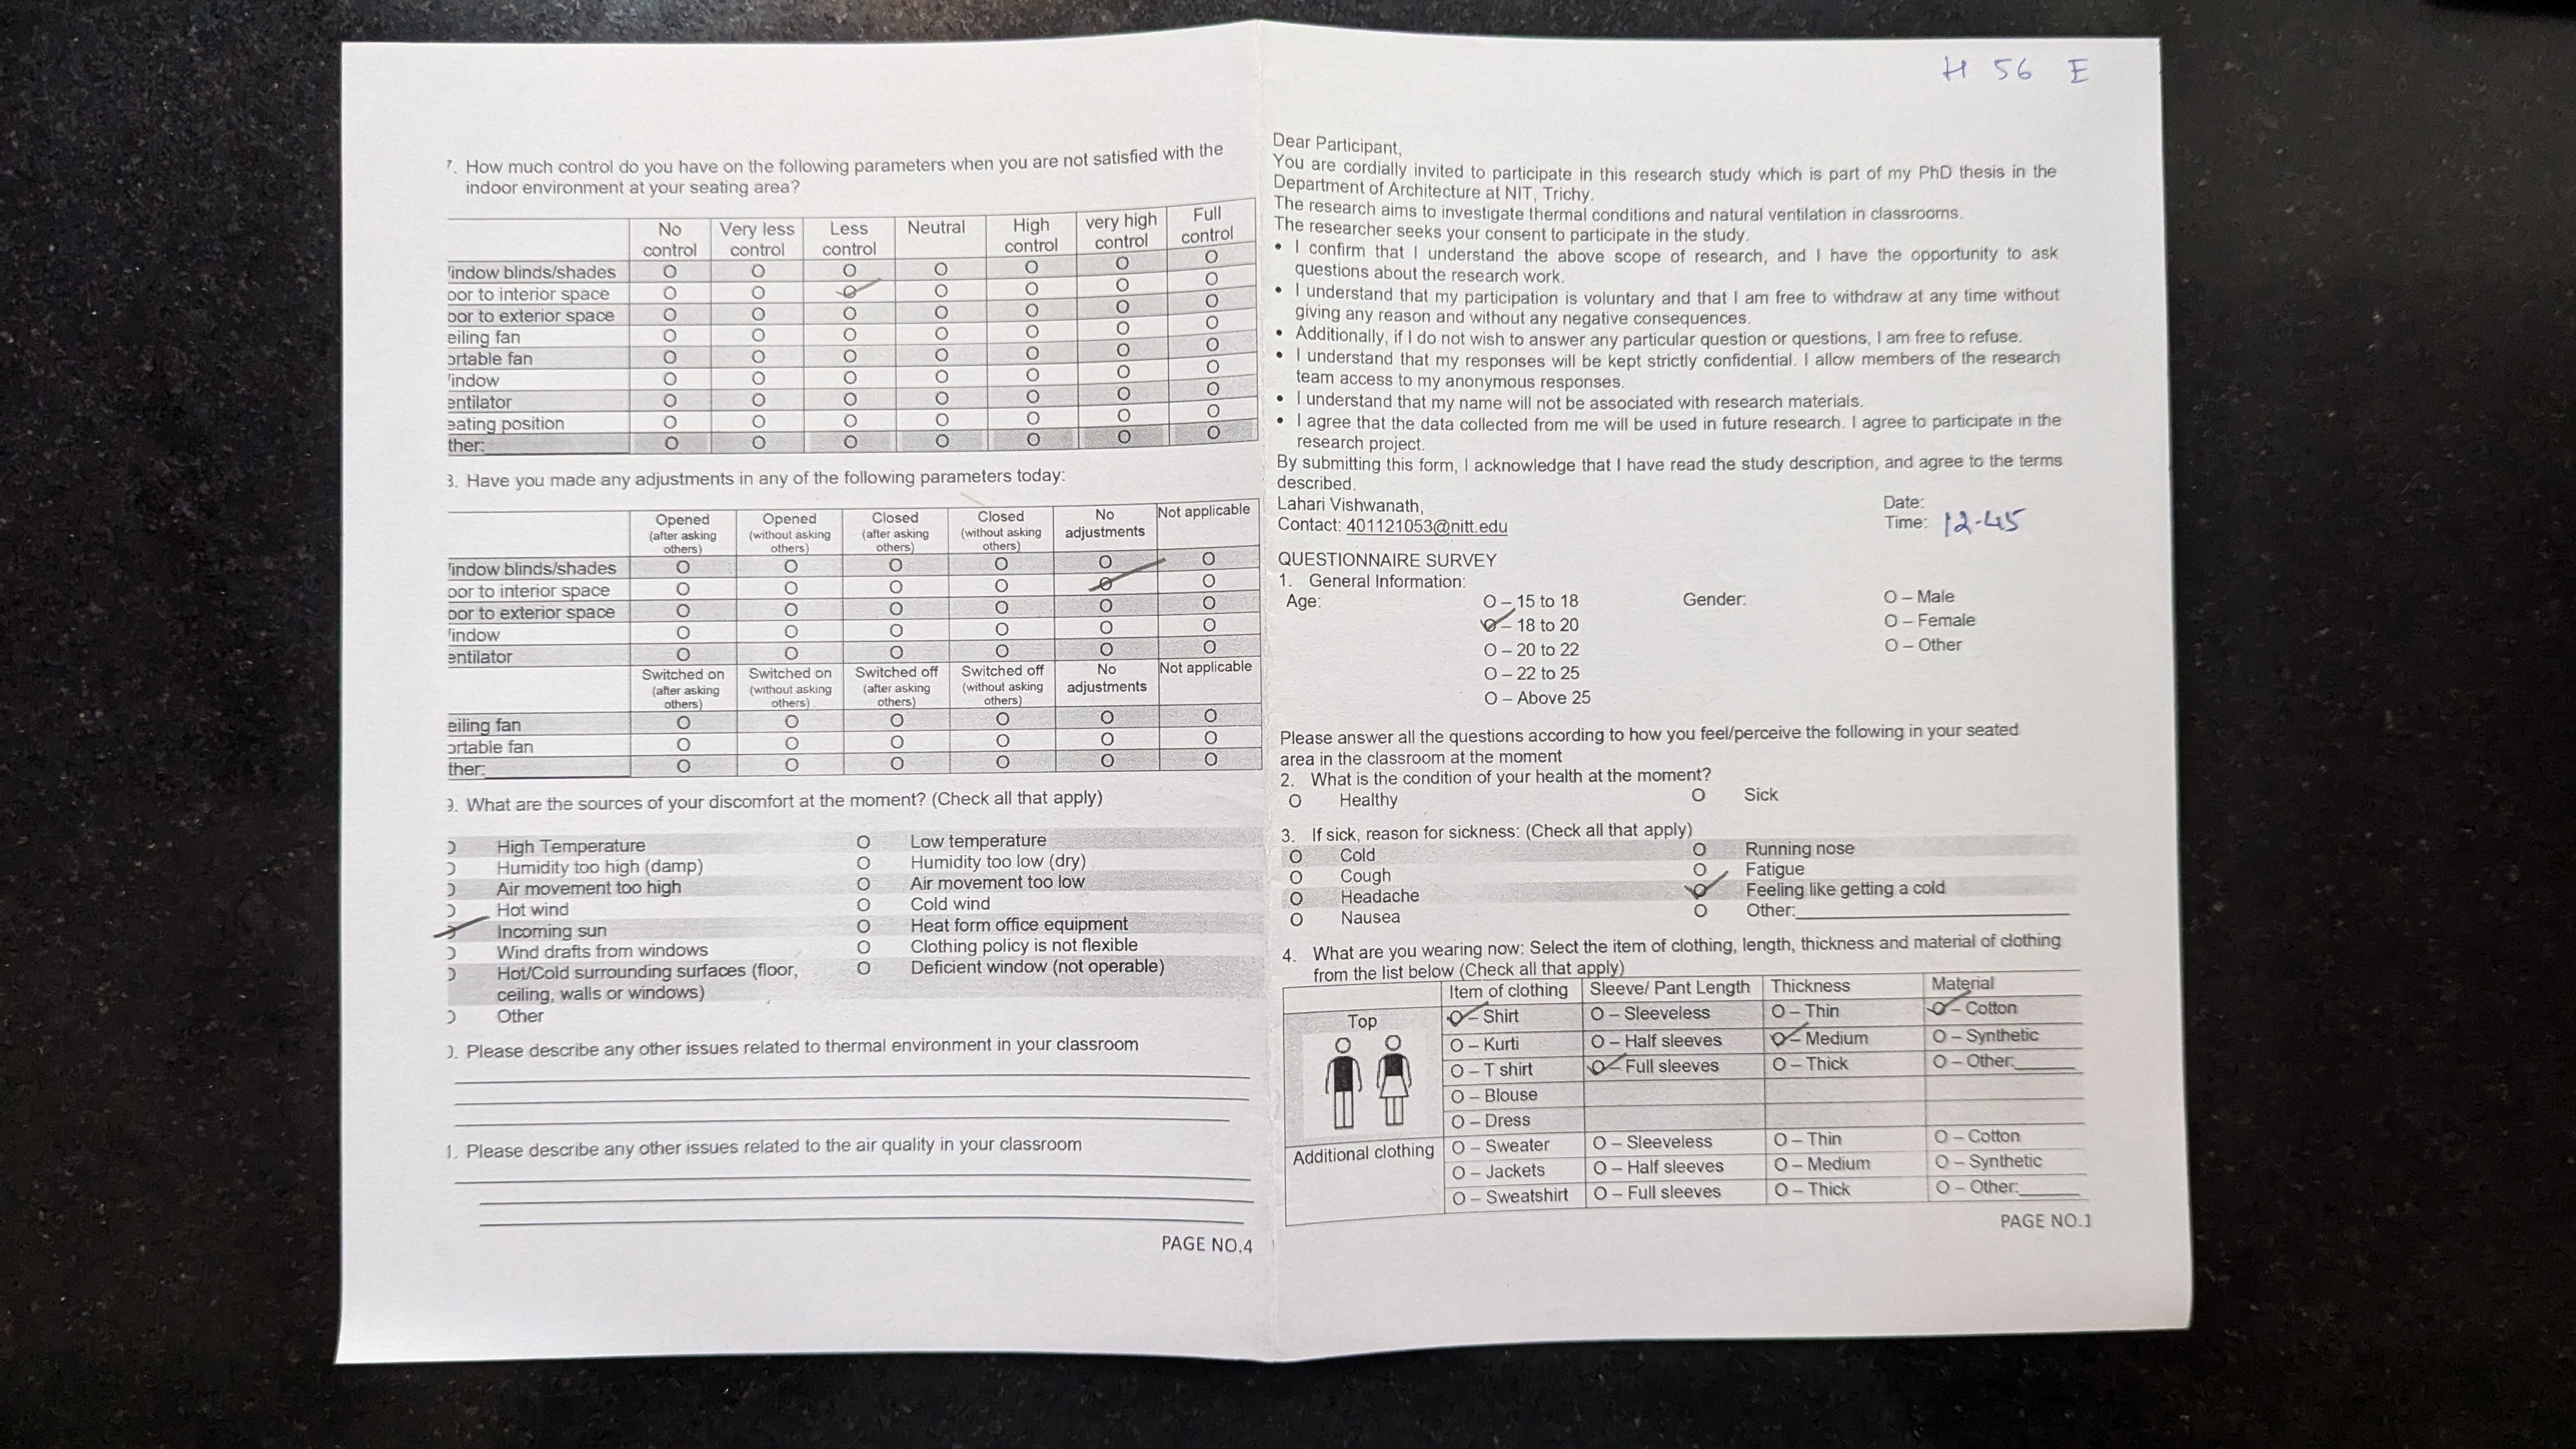 7. How much control do you have on the following parameters when you are not satisfied with the
indoor environment at your seating area?
No control | Very less control | Less control | Neutral | High control | very high control | Full control
indow blinds/shades O O O O O O O
oor to interior space O O O O O O O
oor to exterior space O O O O O O O
eiling fan O O O O O O O
ortable fan O O O O O O O
indow O O O O O O O
entilator O O O O O O O
eating position O O O O O O O
ther: O O O O O O O
3. Have you made any adjustments in any of the following parameters today:
Opened (after asking others) | Opened (without asking others) | Closed (after asking others) | Closed (without asking others) | No adjustments | Not applicable
indow blinds/shades O O O O O O
oor to interior space O O O O O O
oor to exterior space O O O O O O
indow O O O O O O
entilator O O O O O O
Switched on (after asking others) | Switched on (without asking others) | Switched off (after asking others) | Switched off (without asking others) | No adjustments | Not applicable
eiling fan O O O O O O
ortable fan O O O O O O
ther: O O O O O O
9. What are the sources of your discomfort at the moment? (Check all that apply)
High Temperature O Low temperature
Humidity too high (damp) O Humidity too low (dry)
Air movement too high O Air movement too low
Hot wind O Cold wind
Incoming sun O Heat form office equipment
Wind drafts from windows O Clothing policy is not flexible
Hot/Cold surrounding surfaces (floor, O Deficient window (not operable)
ceiling, walls or windows)
Other
). Please describe any other issues related to thermal environment in your classroom
1. Please describe any other issues related to the air quality in your classroom
PAGE NO.4
H 56 E
Dear Participant,
You are cordially invited to participate in this research study which is part of my PhD thesis in the
Department of Architecture at NIT, Trichy.
The research aims to investigate thermal conditions and natural ventilation in classrooms.
The researcher seeks your consent to participate in the study.
• I confirm that I understand the above scope of research, and I have the opportunity to ask
questions about the research work.
• I understand that my participation is voluntary and that I am free to withdraw at any time without
giving any reason and without any negative consequences.
• Additionally, if I do not wish to answer any particular question or questions, I am free to refuse.
• I understand that my responses will be kept strictly confidential. I allow members of the research
team access to my anonymous responses.
• I understand that my name will not be associated with research materials.
• I agree that the data collected from me will be used in future research. I agree to participate in the
research project.
By submitting this form, I acknowledge that I have read the study description, and agree to the terms
described.
Lahari Vishwanath, Date:
Contact: 401121053@nitt.edu Time: 12-45
QUESTIONNAIRE SURVEY
1. General Information:
Age: O – 15 to 18 Gender: O – Male
O – 18 to 20 O – Female
O – 20 to 22 O – Other
O – 22 to 25
O – Above 25
Please answer all the questions according to how you feel/perceive the following in your seated
area in the classroom at the moment
2. What is the condition of your health at the moment?
O Healthy O Sick
3. If sick, reason for sickness: (Check all that apply)
O Cold O Running nose
O Cough O Fatigue
O Headache O Feeling like getting a cold
O Nausea O Other:
4. What are you wearing now: Select the item of clothing, length, thickness and material of clothing
from the list below (Check all that apply)
Item of clothing | Sleeve/ Pant Length | Thickness | Material
Top O – Shirt O – Sleeveless O – Thin O – Cotton
O – Kurti O – Half sleeves O – Medium O – Synthetic
O – T shirt O – Full sleeves O – Thick O – Other:
O – Blouse
O – Dress
Additional clothing O – Sweater O – Sleeveless O – Thin O – Cotton
O – Jackets O – Half sleeves O – Medium O – Synthetic
O – Sweatshirt O – Full sleeves O – Thick O – Other:
PAGE NO.1